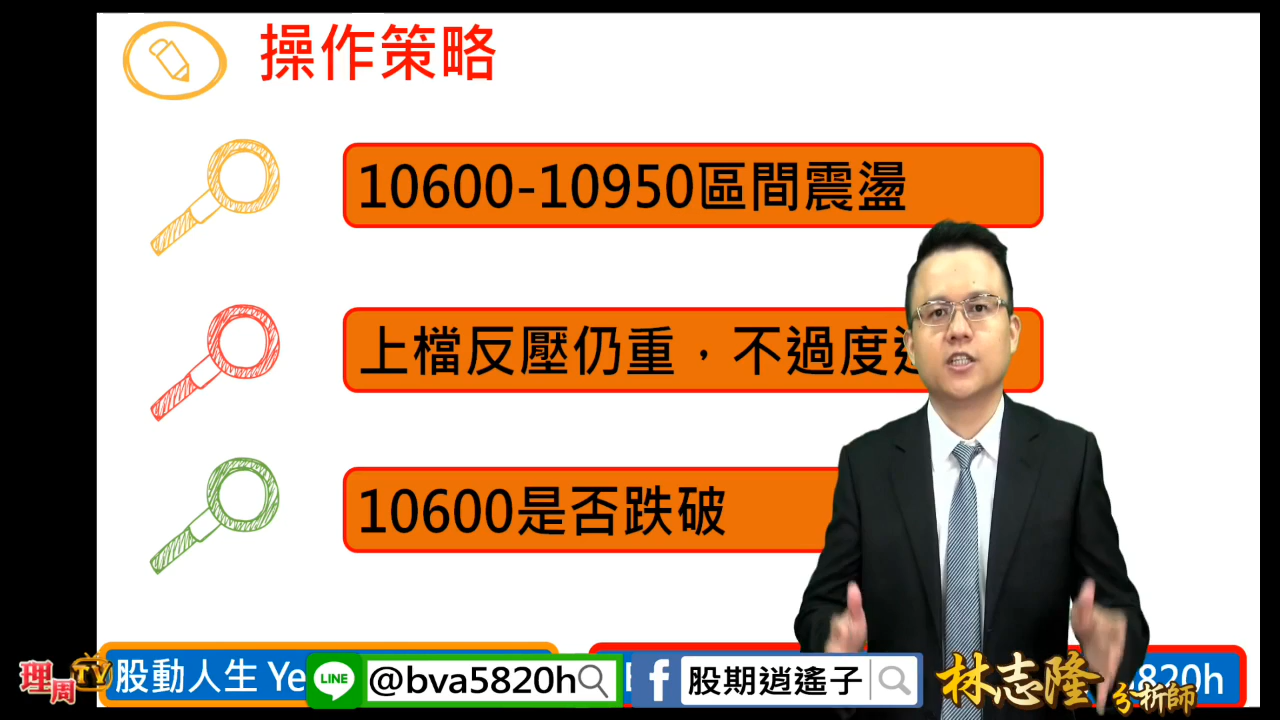 操作策略
10600-10950區間震盪
上檔反壓仍重，不過度
10600是否跌破
理周TV
股動人生 Ye
LINE
@bva5820h
f
股期逍遙子
林志隆 分析師
5820h